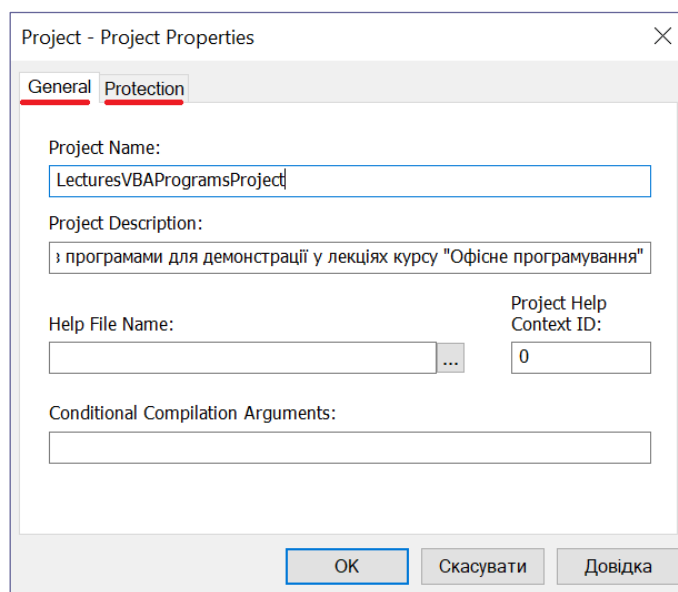 Project - Project Properties
General Protection
Project Name:
LecturesVBAProgramsProject
Project Description:
з програмами для демонстрації у лекціях курсу "Офісне програмування"
Help File Name:
Project Help
Context ID:
...
0
Conditional Compilation Arguments:
OK Скасувати Довідка